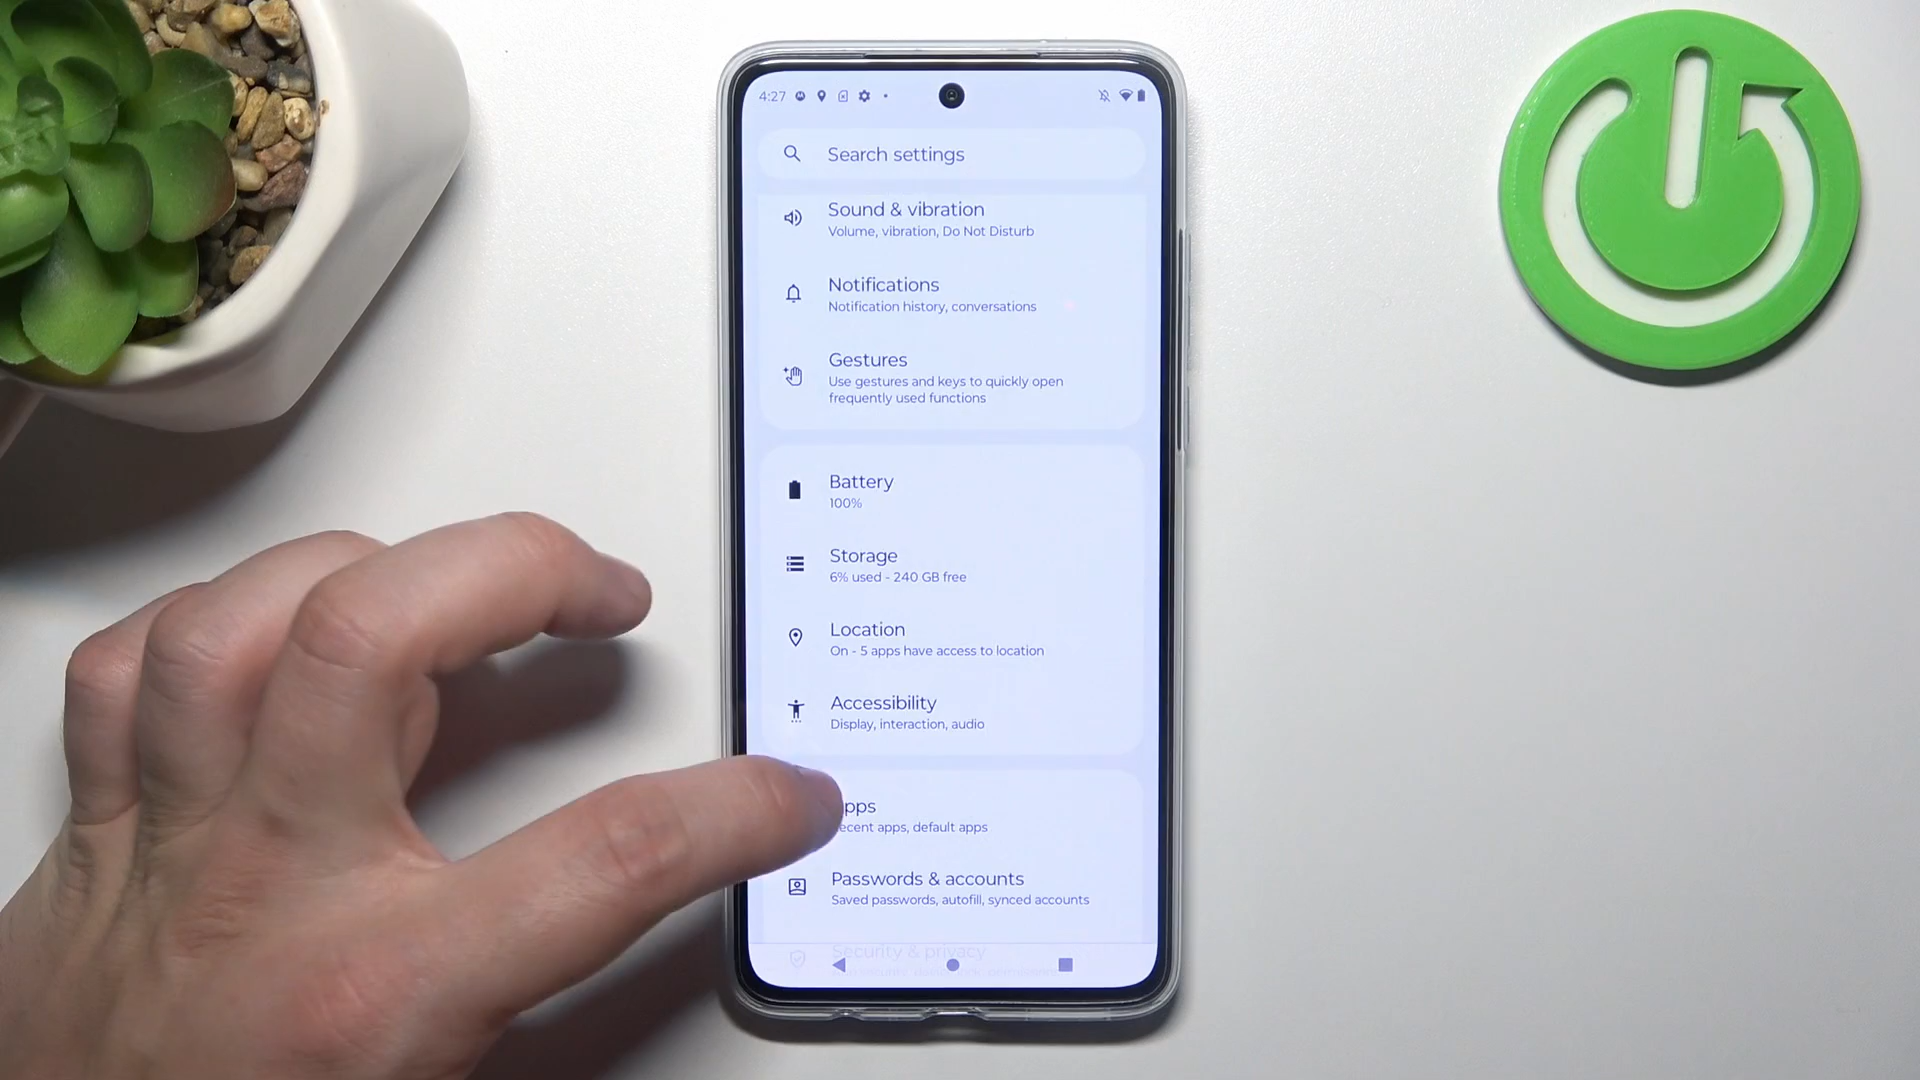 4:27
Search settings
Sound & vibration
Volume, vibration, Do Not Disturb
Notifications
Notification history, conversations
Gestures
Use gestures and keys to quickly open
frequently used functions
Battery
100%
Storage
6% used - 240 GB free
Location
On - 5 apps have access to location
Accessibility
Display, interaction, audio
pps
ecent apps, default apps
Passwords & accounts
Saved passwords, autofill, synced accounts
Security & privacy